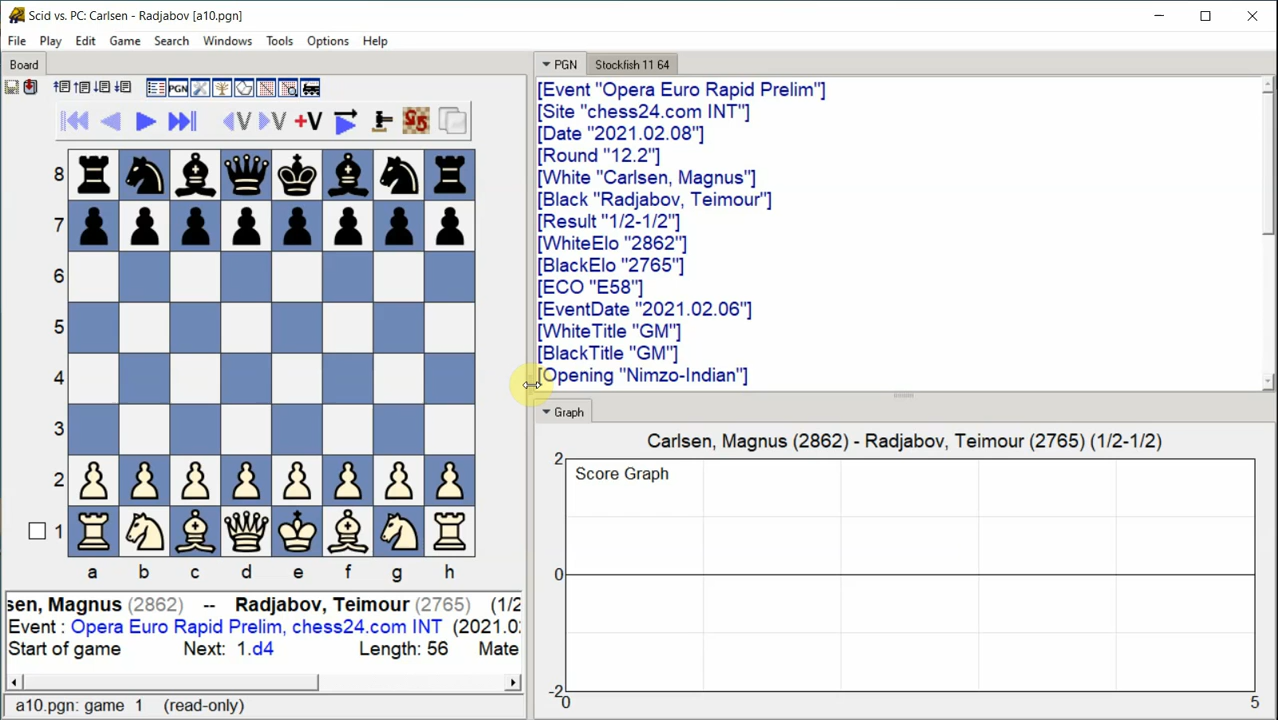 Scid vs. PC: Carlsen - Radjabov [a10.pgn]
File Play Edit Game Search Windows Tools Options Help
Board
PGN
V V +V
8
7
6
5
4
3
2
1
a b c d e f g h
sen, Magnus (2862) -- Radjabov, Teimour (2765) (1/2
Event : Opera Euro Rapid Prelim, chess24.com INT (2021.02
Start of game Next: 1.d4 Length: 56 Mate
a10.pgn: game 1 (read-only)
PGN Stockfish 11 64
[Event "Opera Euro Rapid Prelim"]
[Site "chess24.com INT"]
[Date "2021.02.08"]
[Round "12.2"]
[White "Carlsen, Magnus"]
[Black "Radjabov, Teimour"]
[Result "1/2-1/2"]
[WhiteElo "2862"]
[BlackElo "2765"]
[ECO "E58"]
[EventDate "2021.02.06"]
[WhiteTitle "GM"]
[BlackTitle "GM"]
[Opening "Nimzo-Indian"]
Graph
Carlsen, Magnus (2862) - Radjabov, Teimour (2765) (1/2-1/2)
2
Score Graph
0
-2
0 5